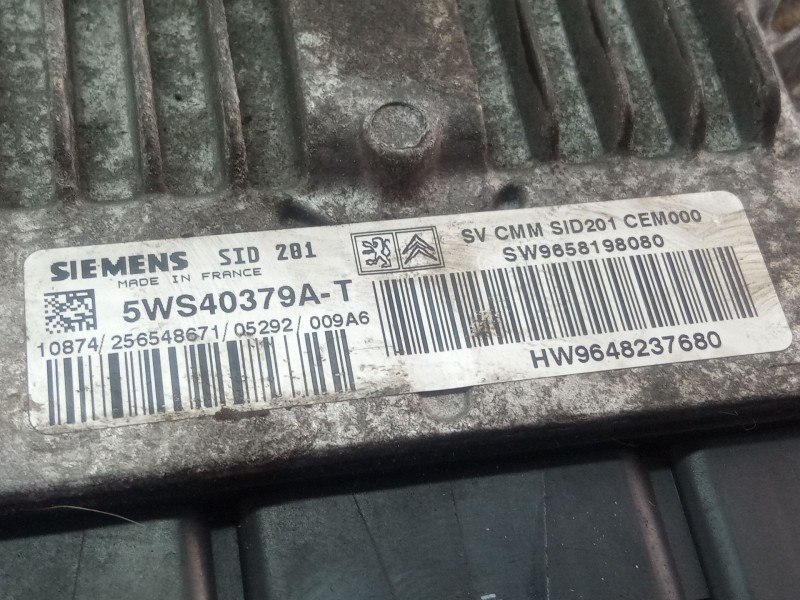 SIEMENS SID 201
MADE IN FRANCE
5WS40379A-T
10874/256548671/05292/009A6
SV CMM SID201 CEM000
SW9658198080
HW9648237680